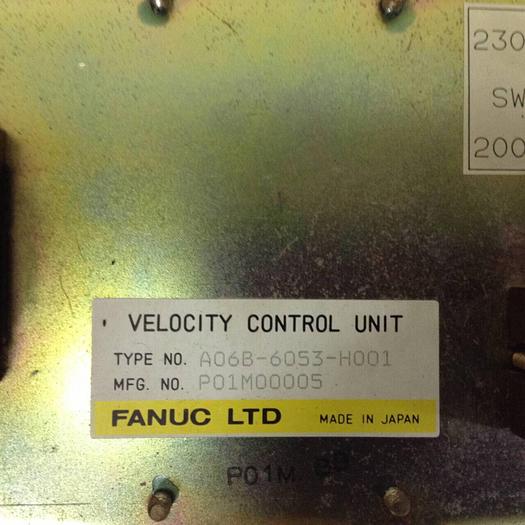 230
SW
200
VELOCITY CONTROL UNIT
TYPE NO. A06B-6053-H001
MFG. NO. P01M00005
FANUC LTD MADE IN JAPAN
P01M